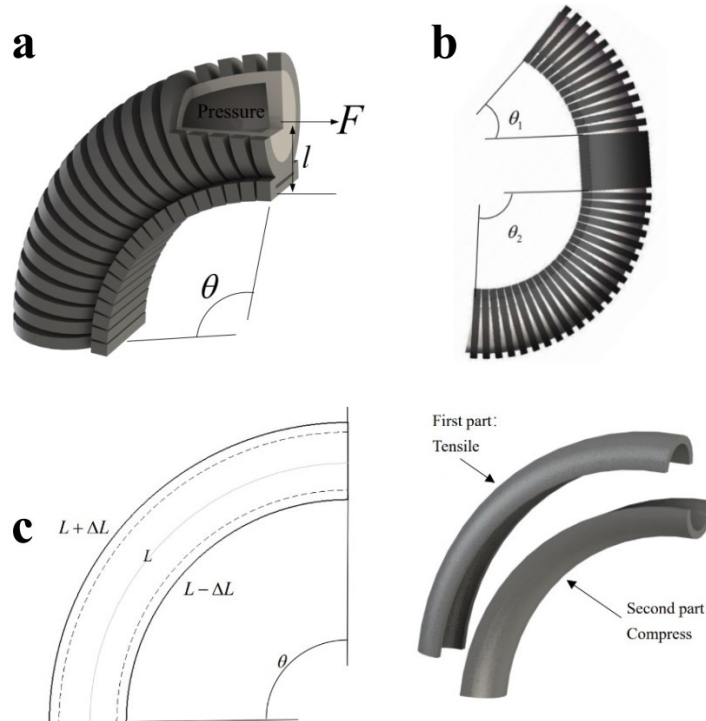 a
Pressure
F
l
θ
b
θ₁
θ₂
c
L + ΔL
L
L − ΔL
θ
First part:
Tensile
Second part
Compress